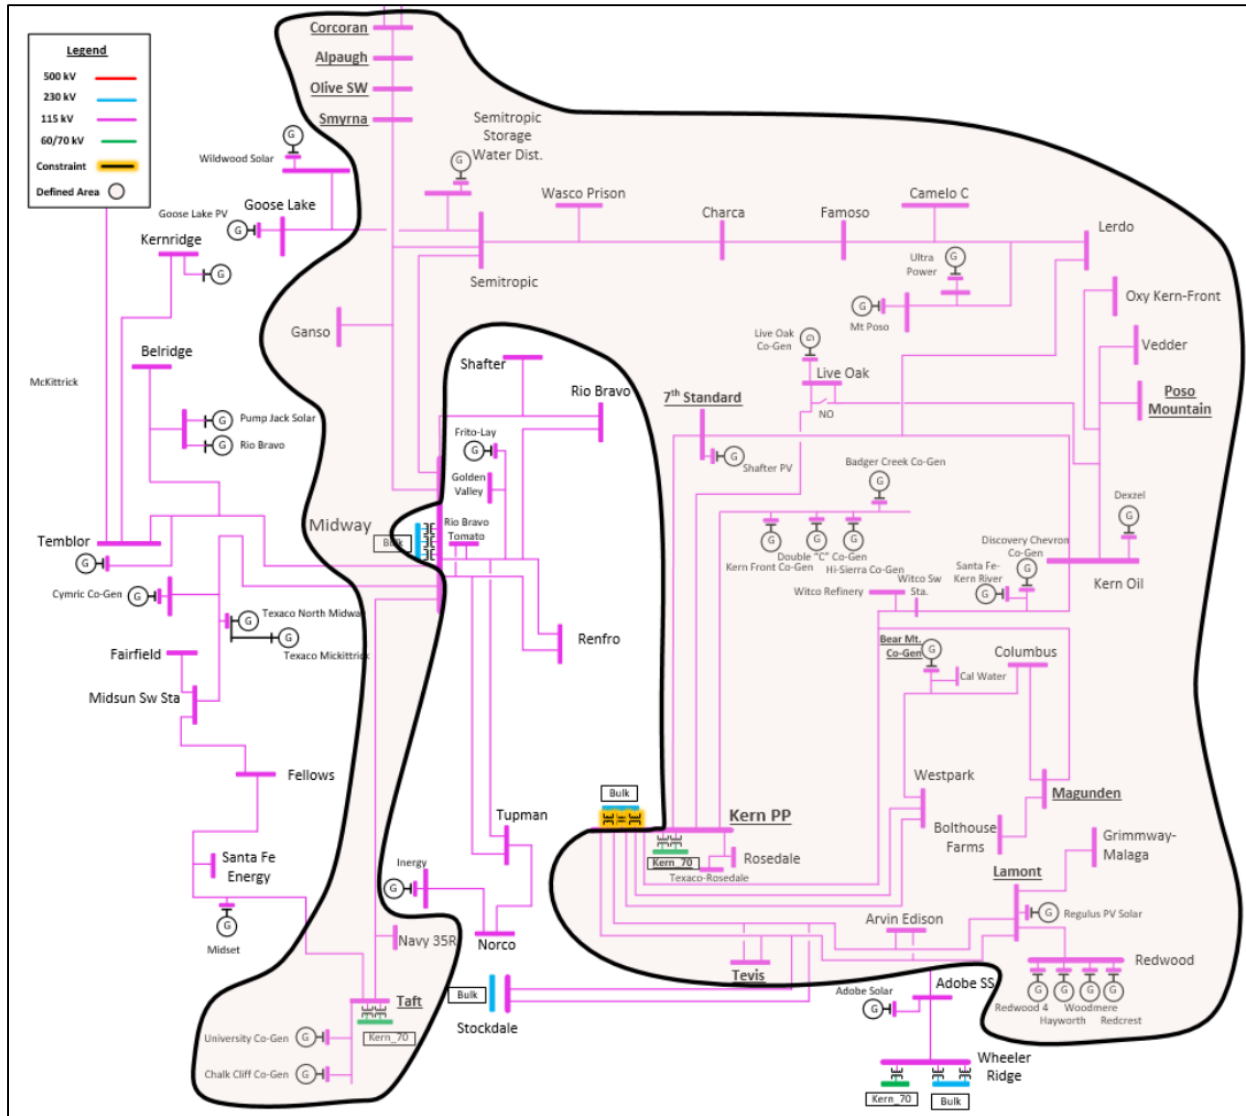 Legend
500 kV
230 kV
115 kV
60/70 kV
Constraint
Defined Area
Corcoran
Alpaugh
Olive SW
Smyrna
G
Wildwood Solar
Goose Lake PV
Goose Lake
G
Kernridge
G
Semitropic
Storage
Water Dist.
G
Wasco Prison
Charca
Famoso
Camelo C
Lerdo
Semitropic
Ultra
Power
G
G
Mt Poso
Oxy Kern-Front
Vedder
Poso
Mountain
Ganso
McKittrick
Belridge
G
Pump Jack Solar
G
Rio Bravo
Shafter
Rio Bravo
Frito-Lay
G
Golden
Valley
Rio Bravo
Tomato
Midway
Bulk
Live Oak
Co-Gen
G
Live Oak
NO
7th Standard
G
Shafter PV
Badger Creek Co-Gen
G
G
G
G
Kern Front Co-Gen
Double "C" Co-Gen
Hi-Sierra Co-Gen
Dexzel
G
Discovery Chevron
Co-Gen
G
Santa Fe-
Kern River
G
Kern Oil
Witco Refinery
Witco Sw
Sta.
Temblor
G
Cymric Co-Gen
G
Texaco North Midway
G
G
Texaco Mickittrick
Fairfield
Midsun Sw Sta
Renfro
Bear Mt.
Co-Gen
G
Cal Water
Columbus
Fellows
Westpark
Magunden
Bolthouse
Farms
Grimmway-
Malaga
Bulk
Kern PP
Kern_70
Rosedale
Texaco-Rosedale
Tupman
Santa Fe
Energy
G
Midset
Inergy
G
Norco
Navy 35R
Lamont
G
Regulus PV Solar
Arvin Edison
Tevis
Redwood
G
G
G
G
Redwood 4
Woodmere
Hayworth
Redcrest
Bulk
Stockdale
Adobe Solar
G
Adobe SS
Taft
Kern_70
University Co-Gen
G
Chalk Cliff Co-Gen
G
Wheeler
Ridge
Kern_70
Bulk